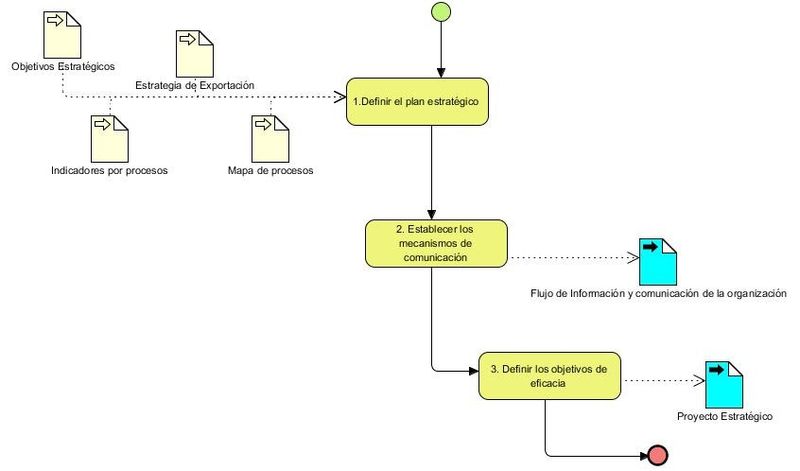 Objetivos Estratégicos
Estrategia de Exportación
1.Definir el plan estratégico
Indicadores por procesos
Mapa de procesos
2. Establecer los
mecanismos de
comunicación
Flujo de Información y comunicación de la organización
3. Definir los objetivos de
eficacia
Proyecto Estratégico